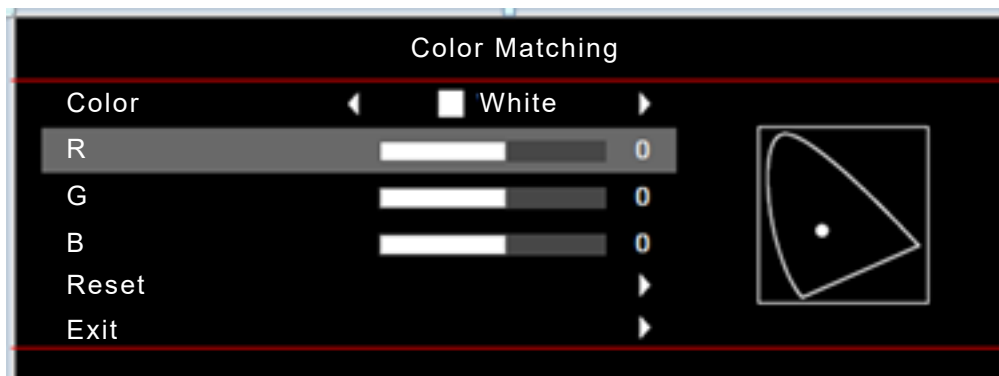 Color Matching
Color White
R 0
G 0
B 0
Reset
Exit